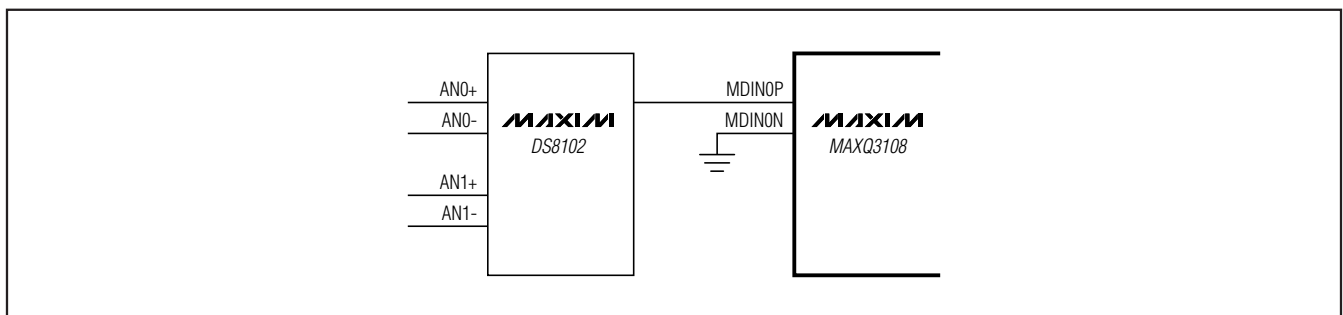 AN0+
AN0-
AN1+
AN1-
MAXIM
DS8102
MDIN0P
MDIN0N
MAXIM
MAXQ3108